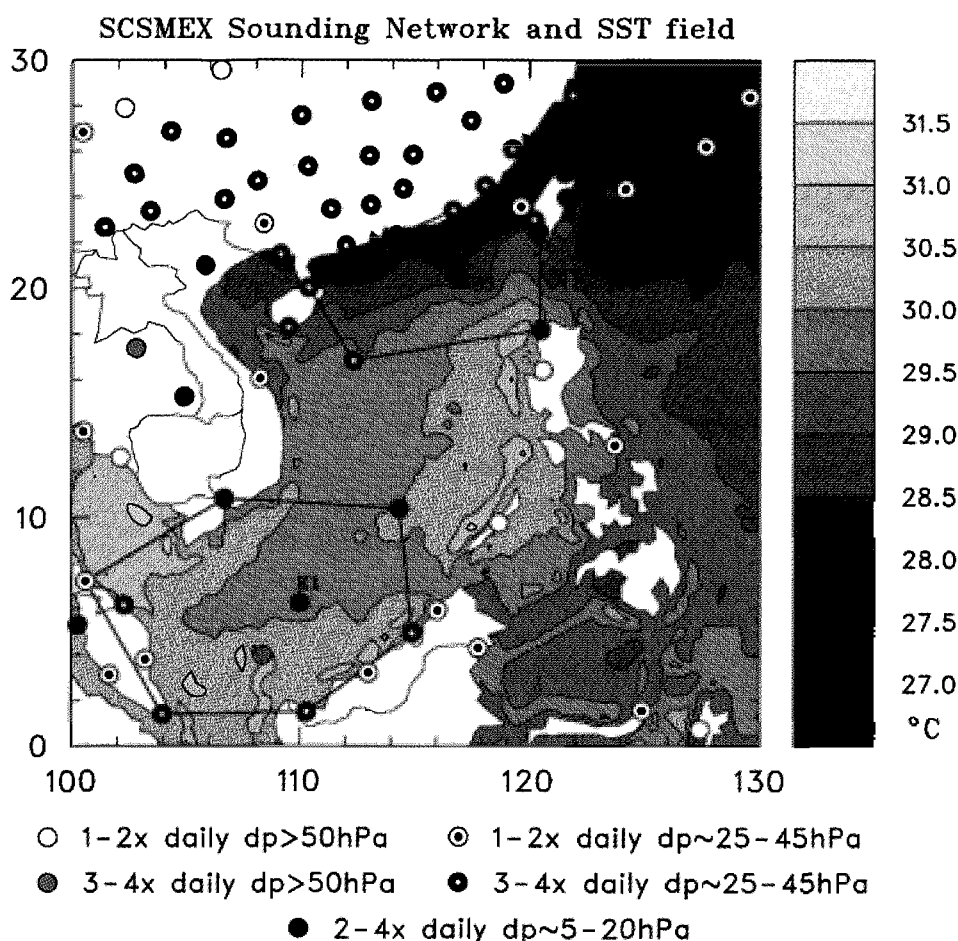 SCSMEX Sounding Network and SST field
30
20
10
0
100 110 120 130
31.5
31.0
30.5
30.0
29.5
29.0
28.5
28.0
27.5
27.0
°C
1-2x daily dp>50hPa
1-2x daily dp~25-45hPa
3-4x daily dp>50hPa
3-4x daily dp~25-45hPa
2-4x daily dp~5-20hPa